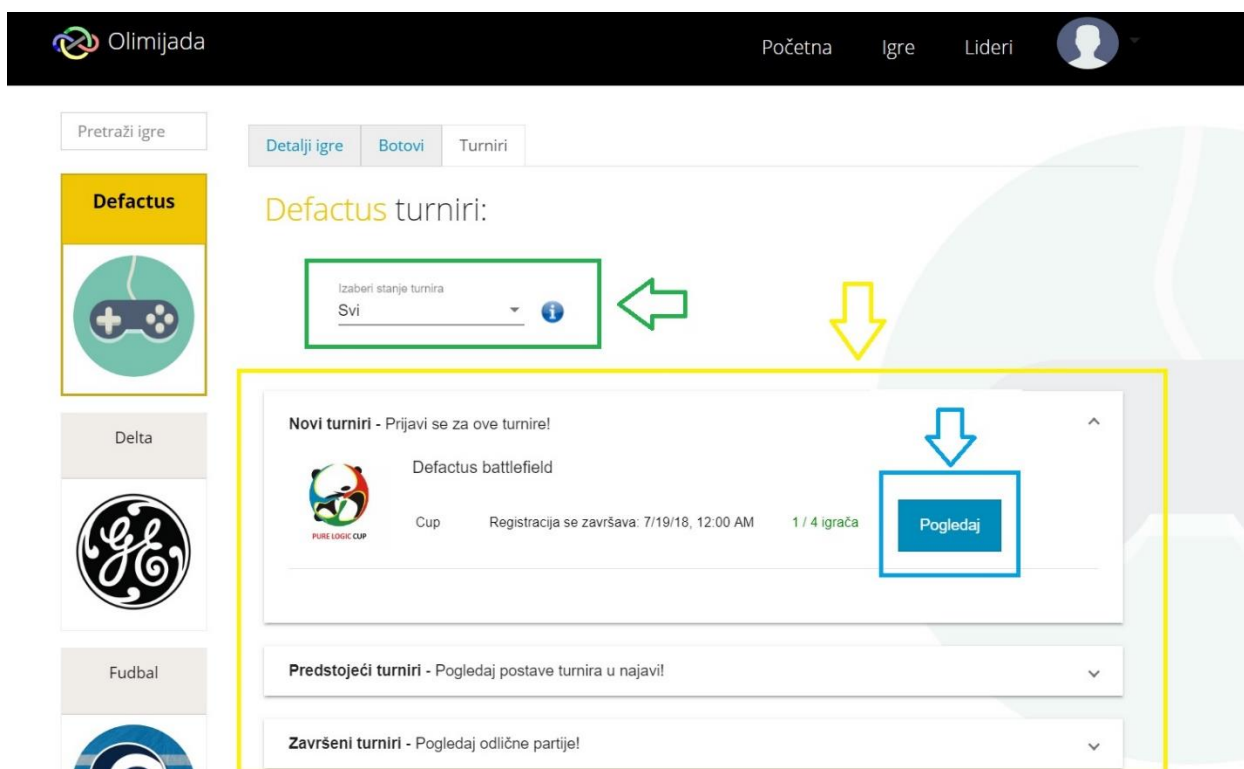 Olimijada
Početna Igre Lideri
Pretraži igre
Detalji igre Botovi Turniri
Defactus
Defactus turniri:
Izaberi stanje turnira
Svi
Delta
Novi turniri - Prijavi se za ove turnire!
Defactus battlefield
PURE LOGIC CUP
Cup Registracija se završava: 7/19/18, 12:00 AM 1 / 4 igrača
Pogledaj
Fudbal
Predstojeći turniri - Pogledaj postave turnira u najavi!
Završeni turniri - Pogledaj odlične partije!